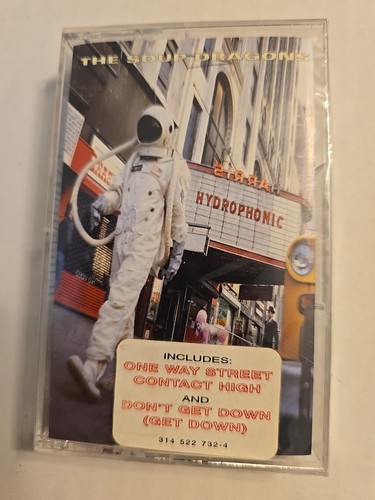 THE SOUP DRAGONS
HYDROPHONIC
INCLUDES:
ONE WAY STREET
CONTACT HIGH
AND
DON'T GET DOWN
(GET DOWN)
314 522 732-4